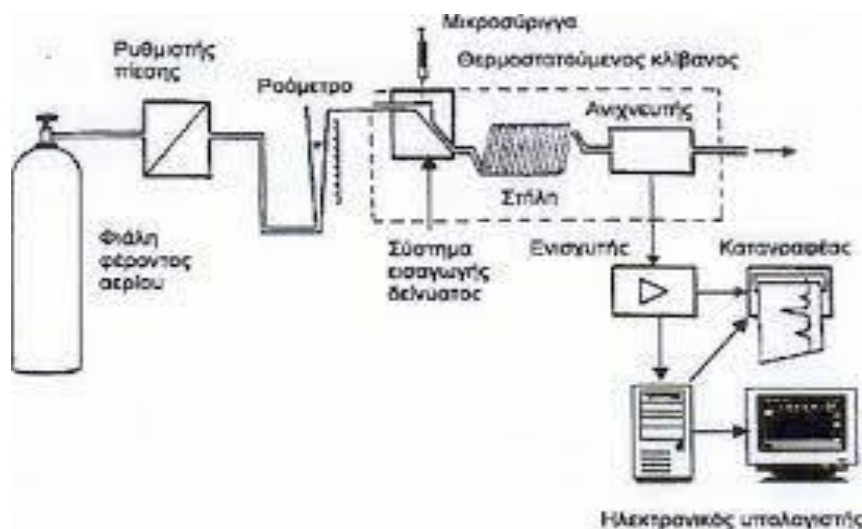 Μικροσύριγγα
Ρυθμιστής
πίεσης
Θερμοστατούμενος κλίβανος
Ροόμετρο
Ανιχνευτής
Στήλη
Φιάλη
φέροντος
αερίου
Σύστημα
εισαγωγής
δείγματος
Ενισχυτής
Καταγραφέας
Ηλεκτρονικός υπολογιστής